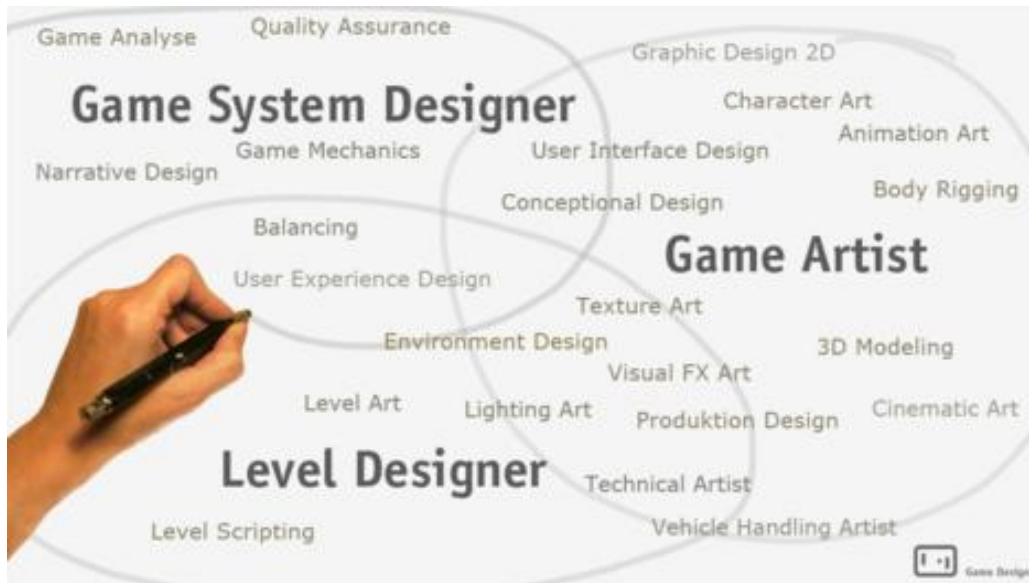 Game Analyse
Quality Assurance
Graphic Design 2D
Game System Designer
Character Art
Animation Art
Game Mechanics
User Interface Design
Narrative Design
Body Rigging
Conceptional Design
Balancing
Game Artist
User Experience Design
Texture Art
Environment Design
3D Modeling
Visual FX Art
Level Art
Lighting Art
Produktion Design
Cinematic Art
Level Designer
Technical Artist
Level Scripting
Vehicle Handling Artist
Game Design